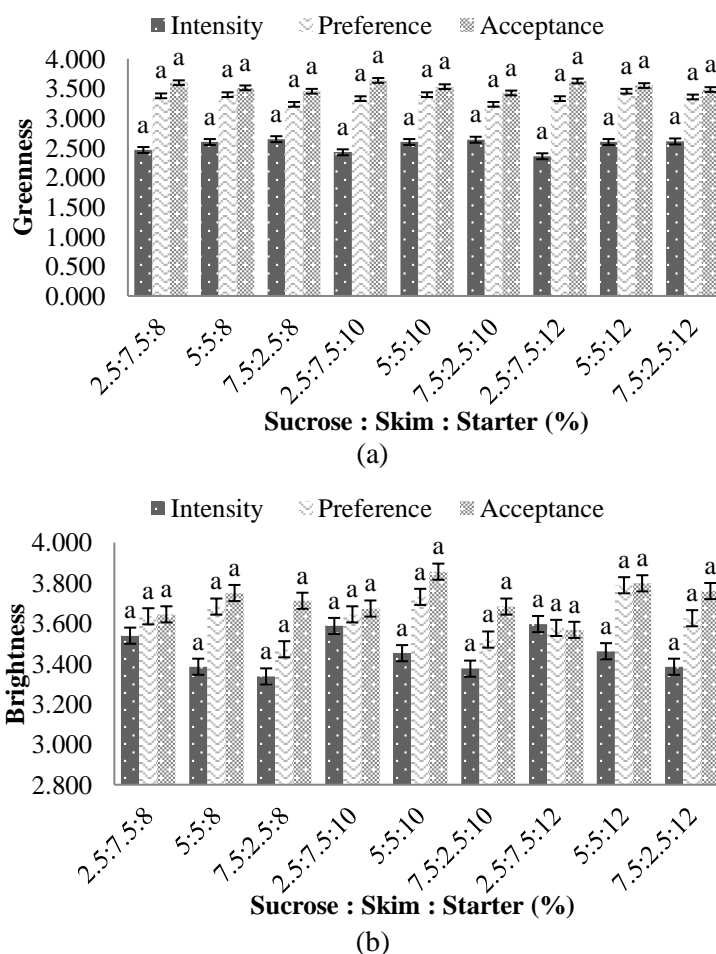 Intensity Preference Acceptance
4.000
3.500
3.000
2.500
2.000
1.500
1.000
0.500
0.000
Greenness
a a a a a a a a a a a a a a a a a a a a a a a a a a a
2.5:7.5:8 5:5:8 7.5:2.5:8 2.5:7.5:10 5:5:10 7.5:2.5:10 2.5:7.5:12 5:5:12 7.5:2.5:12
Sucrose : Skim : Starter (%)
(a)
Intensity Preference Acceptance
4.000
3.800
3.600
3.400
3.200
3.000
2.800
Brightness
a a a a a a a a a a a a a a a a a a a a a a a a a a a
2.5:7.5:8 5:5:8 7.5:2.5:8 2.5:7.5:10 5:5:10 7.5:2.5:10 2.5:7.5:12 5:5:12 7.5:2.5:12
Sucrose : Skim : Starter (%)
(b)